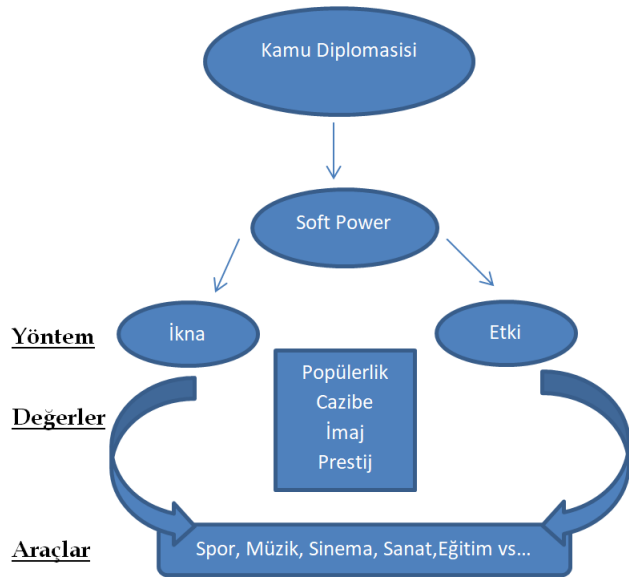 Kamu Diplomasisi
Soft Power
Yöntem
İkna
Etki
Değerler
Popülerlik
Cazibe
İmaj
Prestij
Araçlar
Spor, Müzik, Sinema, Sanat,Eğitim vs...